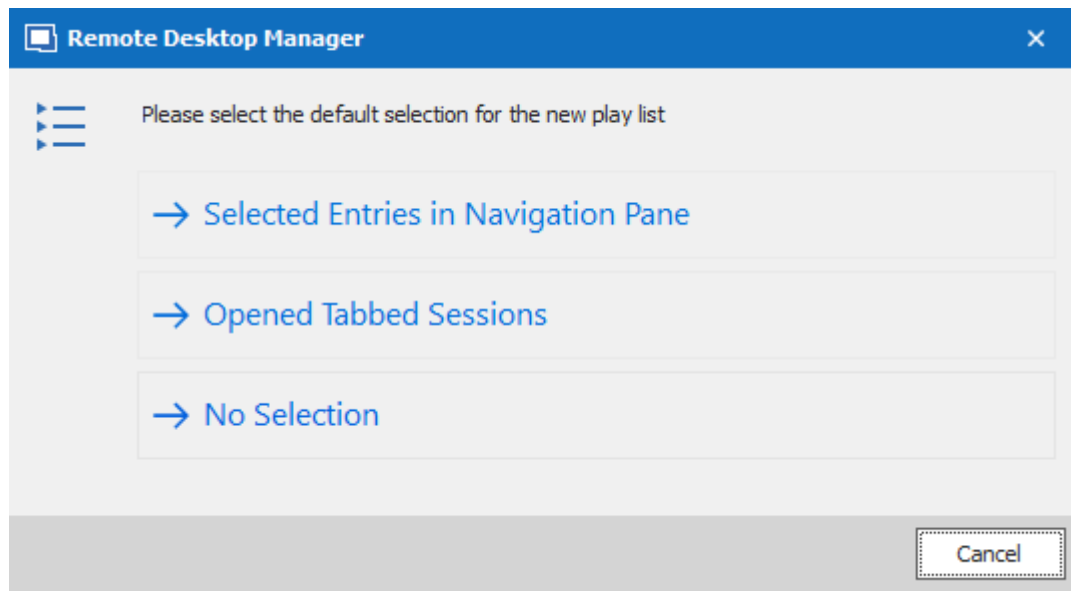 Remote Desktop Manager
Please select the default selection for the new play list
Selected Entries in Navigation Pane
Opened Tabbed Sessions
No Selection
Cancel